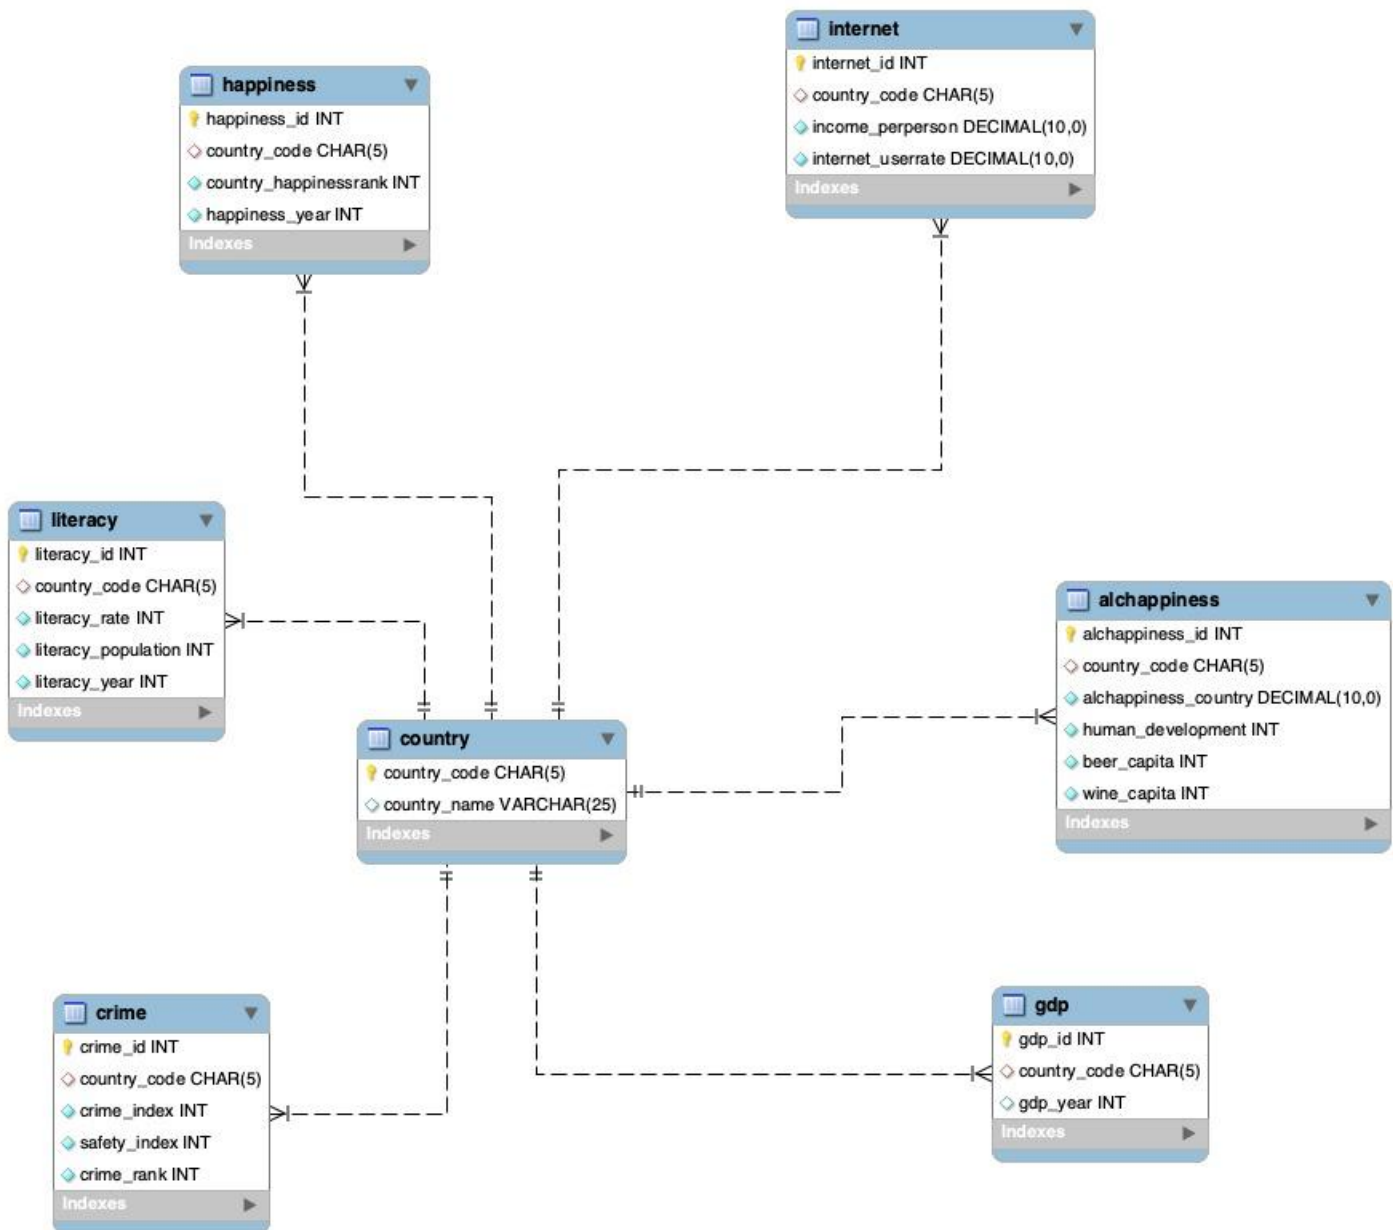 internet
internet_id INT
country_code CHAR(5)
income_perperson DECIMAL(10,0)
internet_userrate DECIMAL(10,0)
Indexes
happiness
happiness_id INT
country_code CHAR(5)
country_happinessrank INT
happiness_year INT
Indexes
literacy
literacy_id INT
country_code CHAR(5)
literacy_rate INT
literacy_population INT
literacy_year INT
Indexes
alchappiness
alchappiness_id INT
country_code CHAR(5)
alchappiness_country DECIMAL(10,0)
human_development INT
beer_capita INT
wine_capita INT
Indexes
country
country_code CHAR(5)
country_name VARCHAR(25)
Indexes
crime
crime_id INT
country_code CHAR(5)
crime_index INT
safety_index INT
crime_rank INT
Indexes
gdp
gdp_id INT
country_code CHAR(5)
gdp_year INT
Indexes